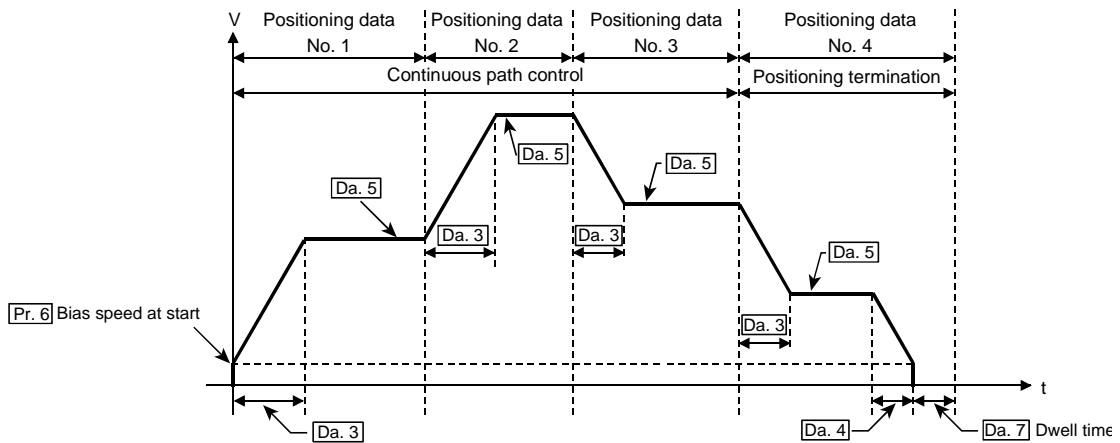 V
Positioning data
No. 1
Positioning data
No. 2
Positioning data
No. 3
Positioning data
No. 4
Continuous path control
Positioning termination
Da. 5
Da. 5
Da. 5
Da. 3
Da. 3
Da. 5
Pr. 6 Bias speed at start
Da. 3
t
Da. 3
Da. 4
Da. 7 Dwell time